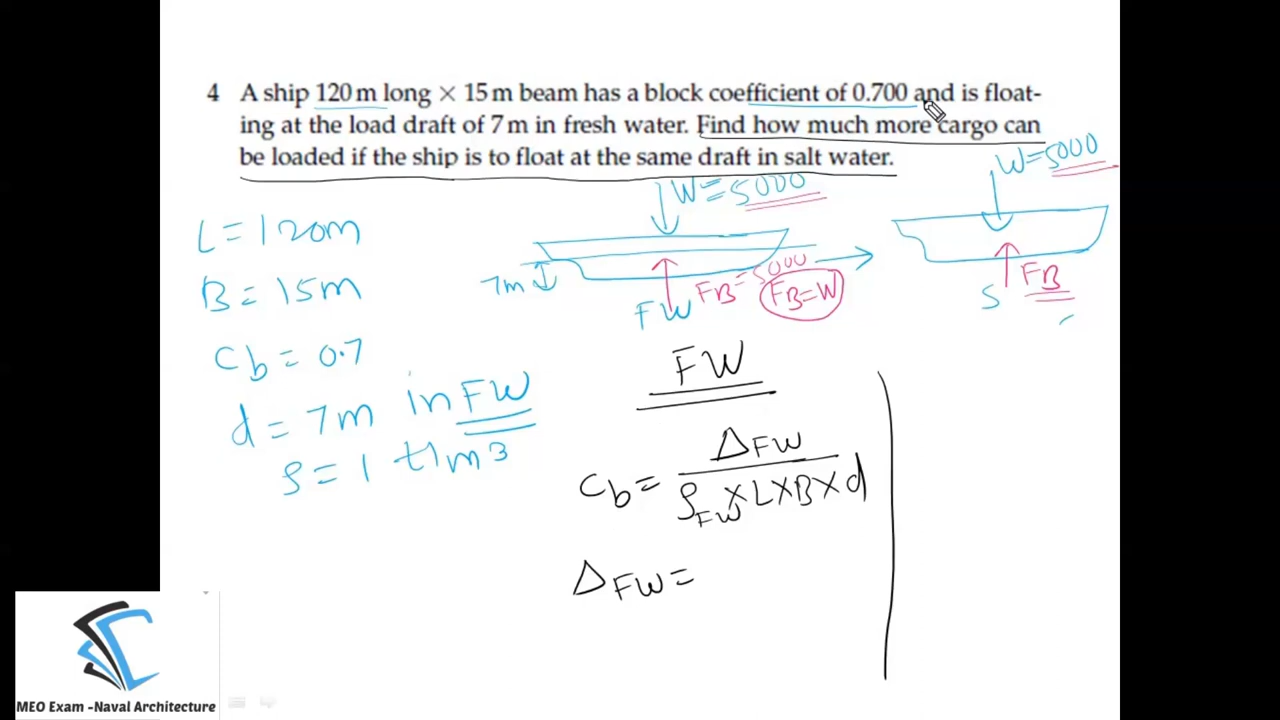 4 A ship 120 m long × 15 m beam has a block coefficient of 0.700 and is float-
ing at the load draft of 7 m in fresh water. Find how much more cargo can
be loaded if the ship is to float at the same draft in salt water.
W=5000
W=5000
L=120m
B=15m
Cb=0.7
d=7m in FW
ρ=1 t/m3
7m
FB=5000
FB=W
FW
FB
S
FW
Cb= ΔFW
ρFW×L×B×d
ΔFW=
MEO Exam -Naval Architecture